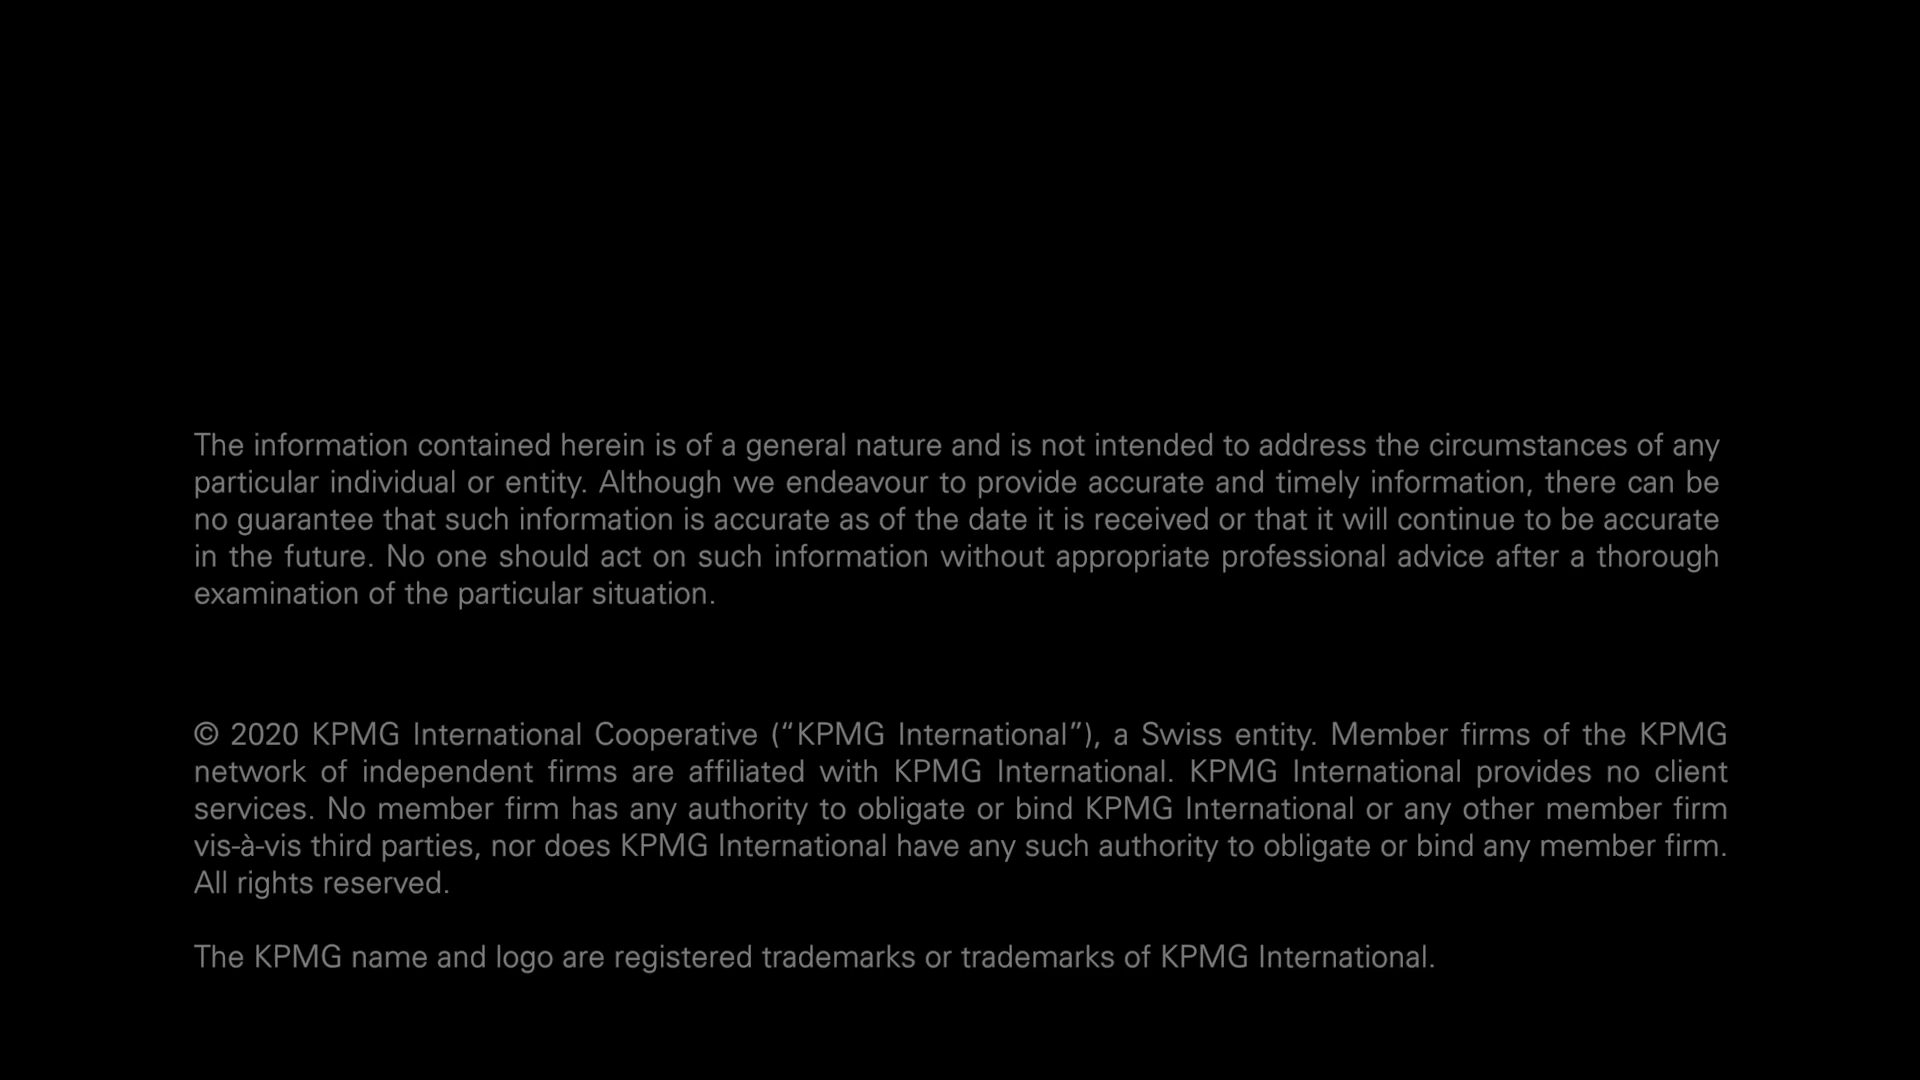 The information contained herein is of a general nature and is not intended to address the circumstances of any
particular individual or entity. Although we endeavour to provide accurate and timely information, there can be
no guarantee that such information is accurate as of the date it is received or that it will continue to be accurate
in the future. No one should act on such information without appropriate professional advice after a thorough
examination of the particular situation.
© 2020 KPMG International Cooperative (“KPMG International”), a Swiss entity. Member firms of the KPMG
network of independent firms are affiliated with KPMG International. KPMG International provides no client
services. No member firm has any authority to obligate or bind KPMG International or any other member firm
vis-à-vis third parties, nor does KPMG International have any such authority to obligate or bind any member firm.
All rights reserved.
The KPMG name and logo are registered trademarks or trademarks of KPMG International.